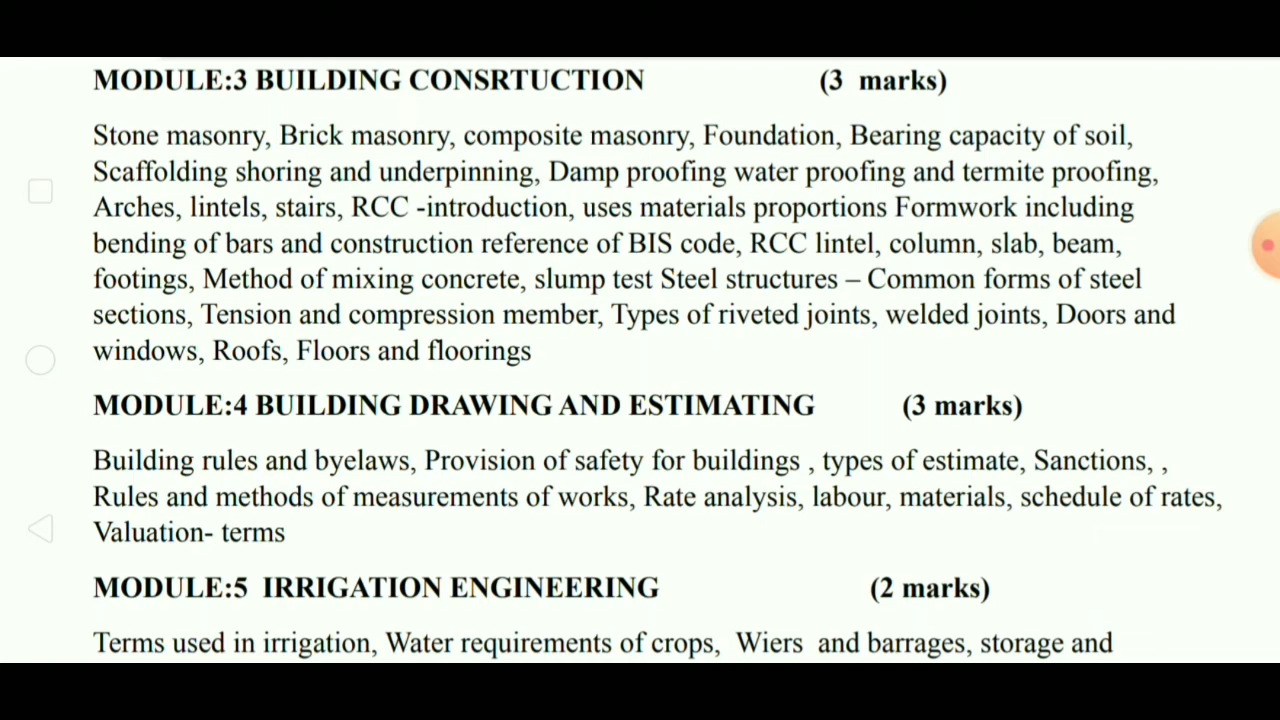 MODULE:3 BUILDING CONSRTUCTION (3 marks)
Stone masonry, Brick masonry, composite masonry, Foundation, Bearing capacity of soil,
Scaffolding shoring and underpinning, Damp proofing water proofing and termite proofing,
Arches, lintels, stairs, RCC -introduction, uses materials proportions Formwork including
bending of bars and construction reference of BIS code, RCC lintel, column, slab, beam,
footings, Method of mixing concrete, slump test Steel structures – Common forms of steel
sections, Tension and compression member, Types of riveted joints, welded joints, Doors and
windows, Roofs, Floors and floorings
MODULE:4 BUILDING DRAWING AND ESTIMATING (3 marks)
Building rules and byelaws, Provision of safety for buildings , types of estimate, Sanctions, ,
Rules and methods of measurements of works, Rate analysis, labour, materials, schedule of rates,
Valuation- terms
MODULE:5 IRRIGATION ENGINEERING (2 marks)
Terms used in irrigation, Water requirements of crops, Wiers and barrages, storage and